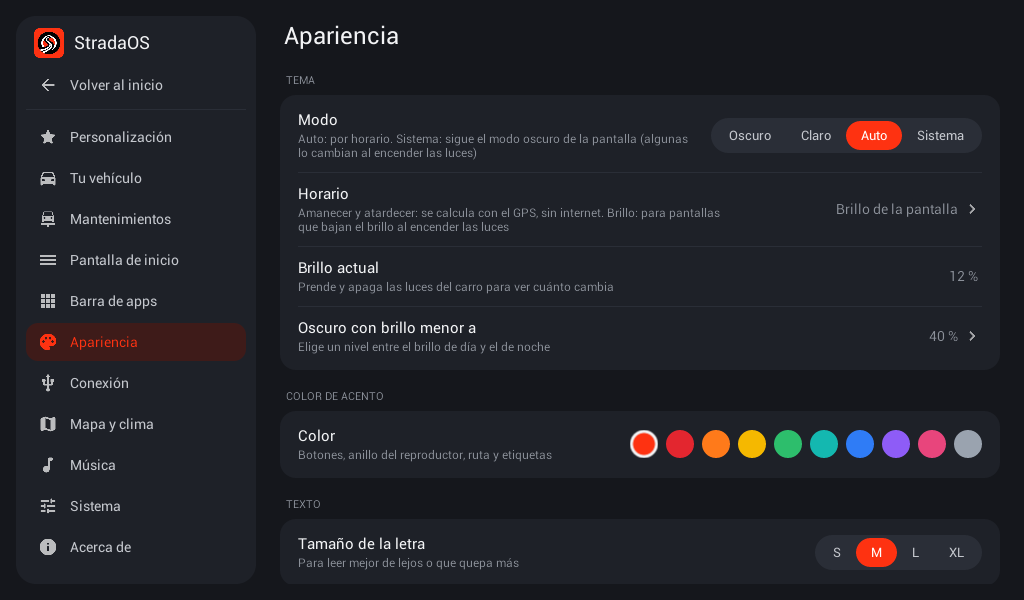 StradaOS
Volver al inicio
Personalización
Tu vehículo
Mantenimientos
Pantalla de inicio
Barra de apps
Apariencia
Conexión
Mapa y clima
Música
Sistema
Acerca de
Apariencia
TEMA
Modo
Auto: por horario. Sistema: sigue el modo oscuro de la pantalla (algunas
lo cambian al encender las luces)
Oscuro Claro Auto Sistema
Horario
Amanecer y atardecer: se calcula con el GPS, sin internet. Brillo: para pantallas
que bajan el brillo al encender las luces
Brillo de la pantalla
Brillo actual
Prende y apaga las luces del carro para ver cuánto cambia
12 %
Oscuro con brillo menor a
Elige un nivel entre el brillo de día y el de noche
40 %
COLOR DE ACENTO
Color
Botones, anillo del reproductor, ruta y etiquetas
TEXTO
Tamaño de la letra
Para leer mejor de lejos o que quepa más
S M L XL